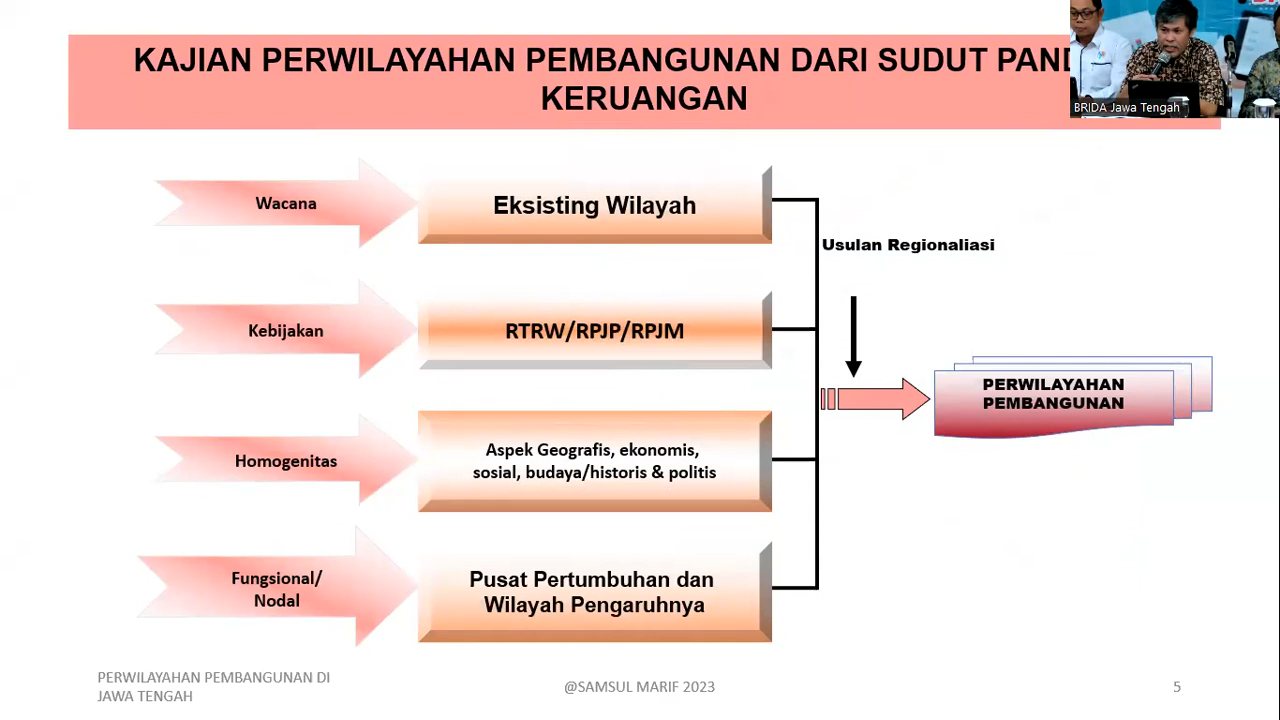 KAJIAN PERWILAYAHAN PEMBANGUNAN DARI SUDUT
KERUANGAN
BRIDA Jawa Tengah
Wacana
Eksisting Wilayah
Usulan Regionaliasi
Kebijakan
RTRW/RPJP/RPJM
PERWILAYAHAN
PEMBANGUNAN
Homogenitas
Aspek Geografis, ekonomis,
sosial, budaya/historis & politis
Fungsional/
Nodal
Pusat Pertumbuhan dan
Wilayah Pengaruhnya
PERWILAYAHAN PEMBANGUNAN DI
JAWA TENGAH
@SAMSUL MARIF 2023
5